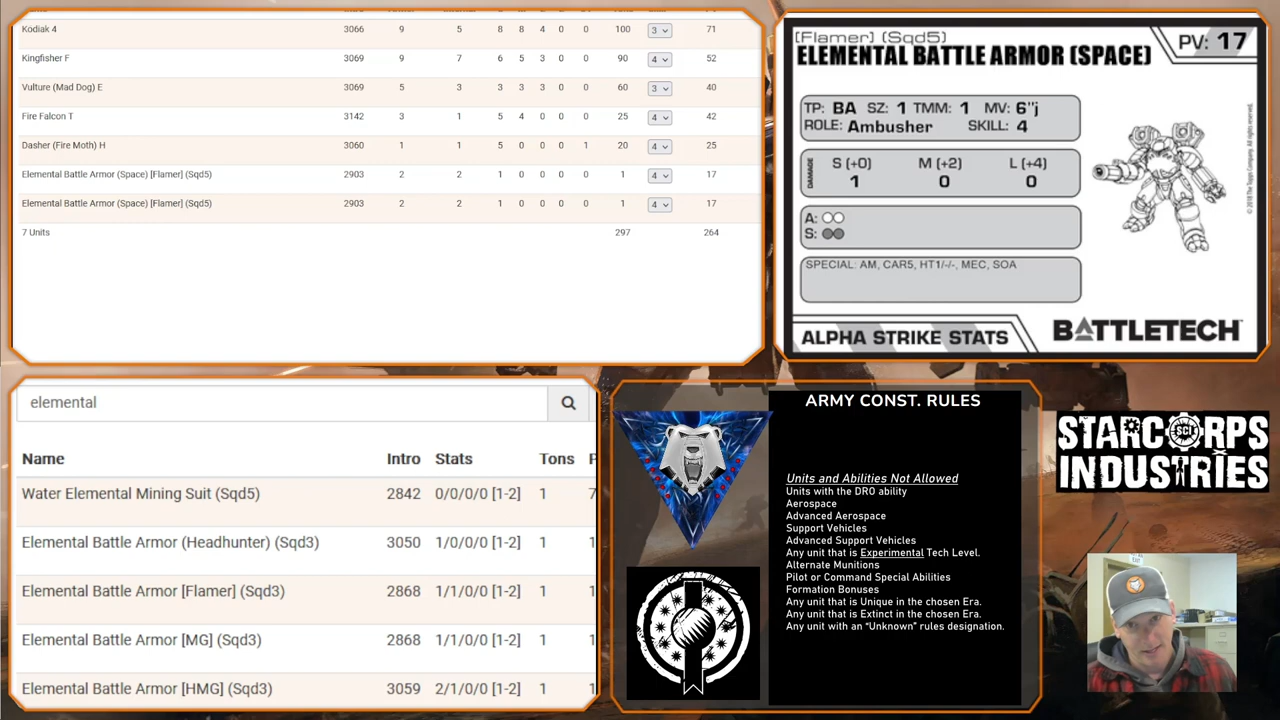 Kodiak 4 3066 9 5 8 8 4 0 0 100 3 71
Kingfisher F 3069 9 7 6 5 3 0 0 90 4 52
Vulture (Mad Dog) E 3069 5 3 3 3 3 0 0 60 3 40
Fire Falcon T 3142 3 1 5 4 0 0 0 25 4 42
Dasher (Fire Moth) H 3060 1 1 5 0 0 0 1 20 4 25
Elemental Battle Armor (Space) [Flamer] (Sqd5) 2903 2 2 1 0 0 0 0 1 4 17
Elemental Battle Armor (Space) [Flamer] (Sqd5) 2903 2 2 1 0 0 0 0 1 4 17
7 Units 297 264
[Flamer] (Sqd5)
ELEMENTAL BATTLE ARMOR (SPACE)
PV: 17
TP: BA SZ: 1 TMM: 1 MV: 6"j
ROLE: Ambusher SKILL: 4
DAMAGE
S (+0) M (+2) L (+4)
1 0 0
A:
S:
SPECIAL: AM, CAR5, HT1/-/-, MEC, SOA
© 2018 The Topps Company. All rights reserved.
ALPHA STRIKE STATS
BATTLETECH
elemental
Name Intro Stats Tons
Water Elemental Mining Suit (Sqd5) 2842 0/0/0/0 [1-2] 1 7
Elemental Battle Armor (Headhunter) (Sqd3) 3050 1/0/0/0 [1-2] 1 1
Elemental Battle Armor [Flamer] (Sqd3) 2868 1/1/0/0 [1-2] 1 1
Elemental Battle Armor [MG] (Sqd3) 2868 1/1/0/0 [1-2] 1 1
Elemental Battle Armor [HMG] (Sqd3) 3059 2/1/0/0 [1-2] 1 1
ARMY CONST. RULES
Units and Abilities Not Allowed
Units with the DRO ability
Aerospace
Advanced Aerospace
Support Vehicles
Advanced Support Vehicles
Any unit that is Experimental Tech Level.
Alternate Munitions
Pilot or Command Special Abilities
Formation Bonuses
Any unit that is Unique in the chosen Era.
Any unit that is Extinct in the chosen Era.
Any unit with an “Unknown” rules designation.
STARCORPS
SCI
INDUSTRIES